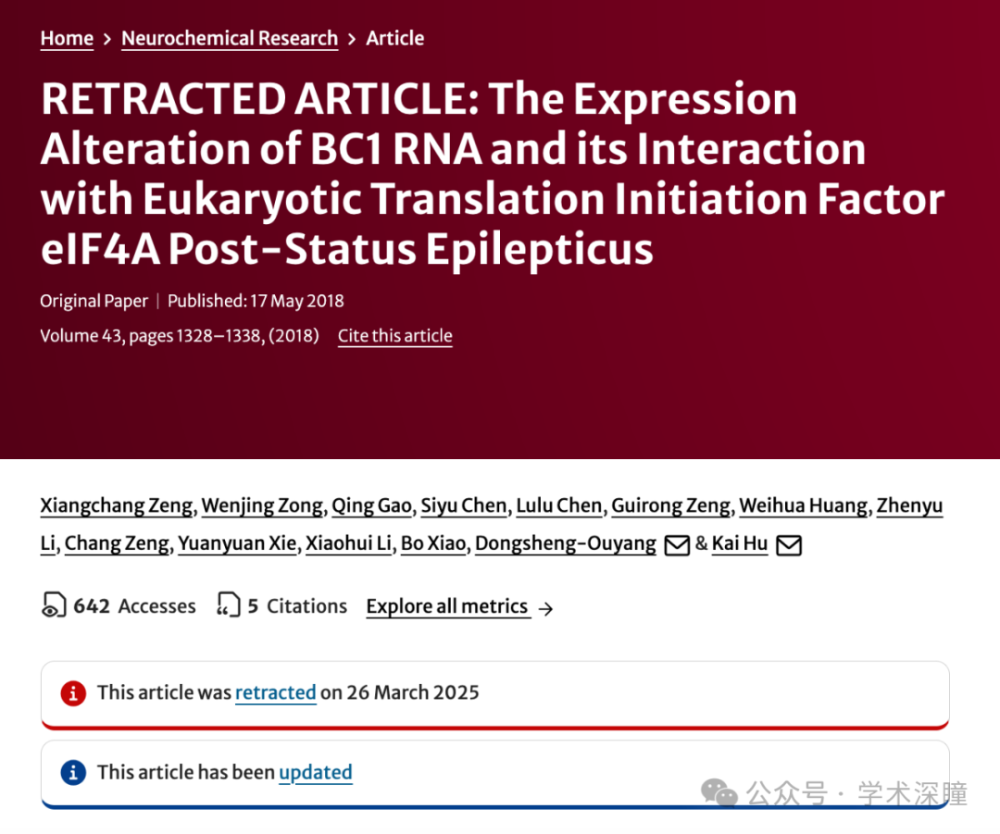 Home > Neurochemical Research > Article
RETRACTED ARTICLE: The Expression
Alteration of BC1 RNA and its Interaction
with Eukaryotic Translation Initiation Factor
eIF4A Post-Status Epilepticus
Original Paper | Published: 17 May 2018
Volume 43, pages 1328–1338, (2018) Cite this article
Xiangchang Zeng, Wenjing Zong, Qing Gao, Siyu Chen, Lulu Chen, Guirong Zeng, Weihua Huang, Zhenyu
Li, Chang Zeng, Yuanyuan Xie, Xiaohui Li, Bo Xiao, Dongsheng-Ouyang & Kai Hu
642 Accesses 5 Citations Explore all metrics →
This article was retracted on 26 March 2025
This article has been updated
公众号 · 学术深瞳